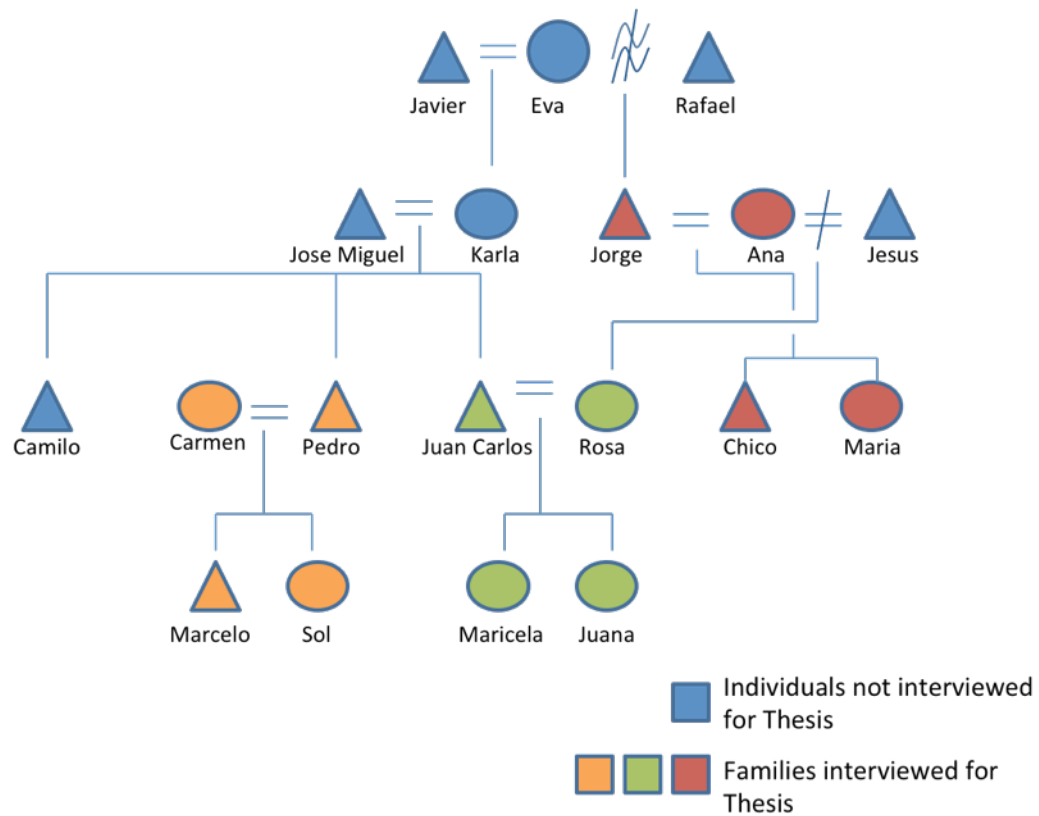 Javier
Eva
Rafael
Jose Miguel
Karla
Jorge
Ana
Jesus
Camilo
Carmen
Pedro
Juan Carlos
Rosa
Chico
Maria
Marcelo
Sol
Maricela
Juana
Individuals not interviewed
for Thesis
Families interviewed for
Thesis